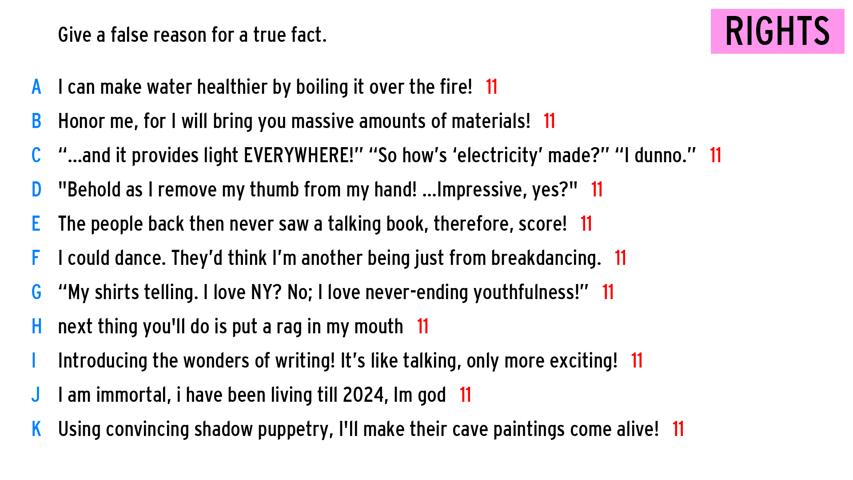 Give a false reason for a true fact.
RIGHTS
A I can make water healthier by boiling it over the fire! 11
B Honor me, for I will bring you massive amounts of materials! 11
C “...and it provides light EVERYWHERE!” “So how’s ‘electricity’ made?” “I dunno.” 11
D "Behold as I remove my thumb from my hand! ...Impressive, yes?" 11
E The people back then never saw a talking book, therefore, score! 11
F I could dance. They’d think I’m another being just from breakdancing. 11
G “My shirts telling. I love NY? No; I love never-ending youthfulness!” 11
H next thing you'll do is put a rag in my mouth 11
I Introducing the wonders of writing! It’s like talking, only more exciting! 11
J I am immortal, i have been living till 2024, Im god 11
K Using convincing shadow puppetry, I'll make their cave paintings come alive! 11